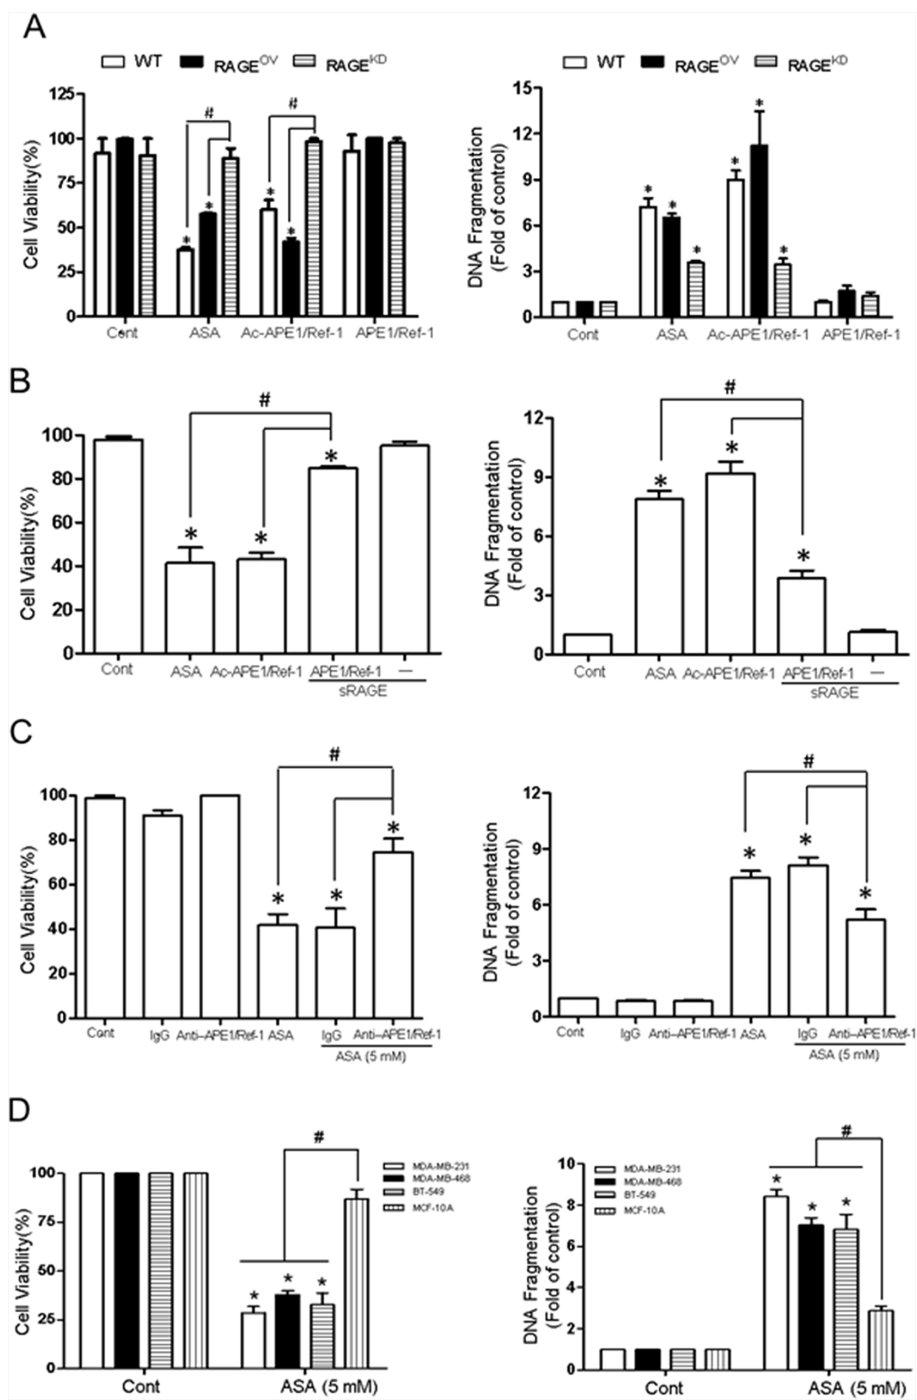 A
WT RAGE^OV RAGE^KD
WT RAGE^OV RAGE^KD
Cell Viability(%)
125
100
75
50
25
0
#
#
* * * *
Cont ASA Ac-APE1/Ref-1 APE1/Ref-1
DNA Fragmentation
(Fold of control)
15
12
9
6
3
0
* * * * * *
Cont ASA Ac-APE1/Ref-1 APE1/Ref-1
B
Cell Viability(%)
100
80
60
40
20
0
#
* * *
Cont ASA Ac-APE1/Ref-1 APE1/Ref-1 —
sRAGE
DNA Fragmentation
(Fold of control)
12
9
6
3
0
#
* * *
Cont ASA Ac-APE1/Ref-1 APE1/Ref-1 —
sRAGE
C
Cell Viability(%)
100
80
60
40
20
0
#
* * *
Cont IgG Anti–APE1/Ref-1 ASA IgG Anti–APE1/Ref-1
ASA (5 mM)
DNA Fragmentation
(Fold of control)
12
9
6
3
0
#
* * *
Cont IgG Anti–APE1/Ref-1 ASA IgG Anti–APE1/Ref-1
ASA (5 mM)
D
Cell Viability(%)
100
75
50
25
0
#
* * *
MDA-MB-231
MDA-MB-468
BT-549
MCF-10A
Cont ASA (5 mM)
DNA Fragmentation
(Fold of control)
10
8
6
4
2
0
MDA-MB-231
MDA-MB-468
BT-549
MCF-10A
#
* * *
Cont ASA (5 mM)